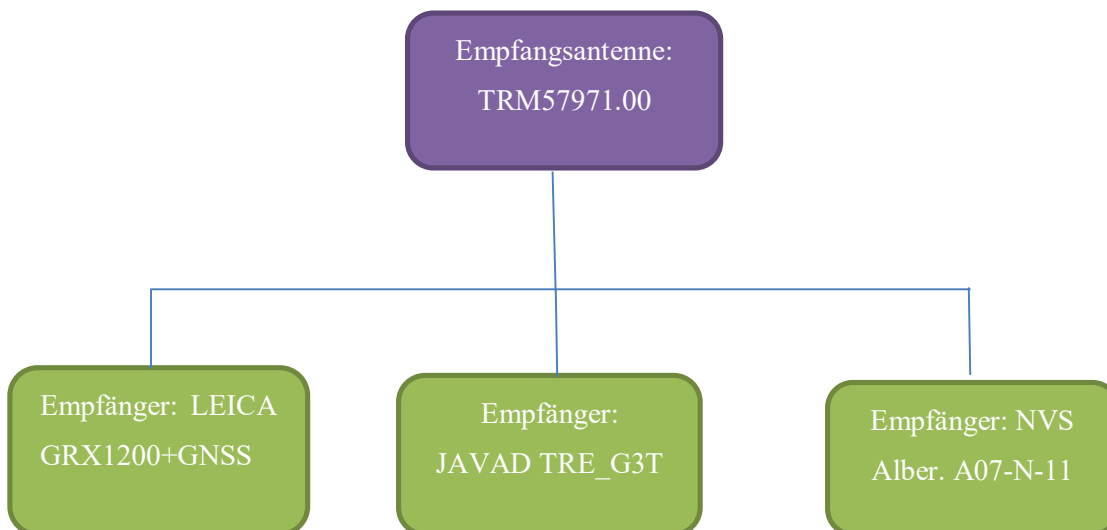 Empfangsantenne:
TRM57971.00
Empfänger: LEICA
GRX1200+GNSS
Empfänger:
JAVAD TRE_G3T
Empfänger: NVS
Alber. A07-N-11